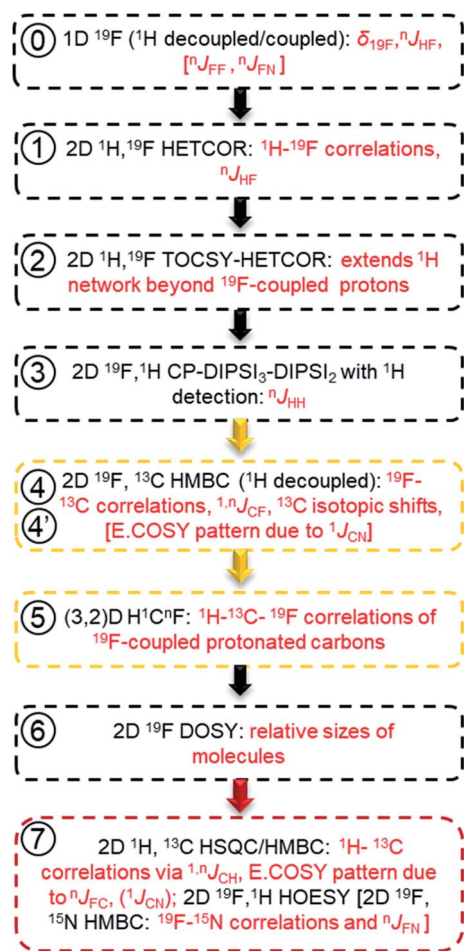 ⓪ 1D ¹⁹F (¹H decoupled/coupled): δ₁₉F, ⁿJHF,
[ⁿJFF , ⁿJFN ]
① 2D ¹H,¹⁹F HETCOR: ¹H-¹⁹F correlations,
ⁿJHF
② 2D ¹H,¹⁹F TOCSY-HETCOR: extends ¹H
network beyond ¹⁹F-coupled protons
③ 2D ¹⁹F,¹H CP-DIPSI₃-DIPSI₂ with ¹H
detection: ⁿJHH
④ 2D ¹⁹F, ¹³C HMBC (¹H decoupled): ¹⁹F-
¹³C correlations, ¹,ⁿJCF, ¹³C isotopic shifts,
④' [E.COSY pattern due to ¹JCN]
⑤ (3,2)D H¹CⁿF: ¹H-¹³C- ¹⁹F correlations of
¹⁹F-coupled protonated carbons
⑥ 2D ¹⁹F DOSY: relative sizes of
molecules
⑦ 2D ¹H, ¹³C HSQC/HMBC: ¹H- ¹³C
correlations via ¹,ⁿJCH, E.COSY pattern due
to ⁿJFC, (¹JCN); 2D ¹⁹F,¹H HOESY [2D ¹⁹F,
¹⁵N HMBC: ¹⁹F-¹⁵N correlations and ⁿJFN ]